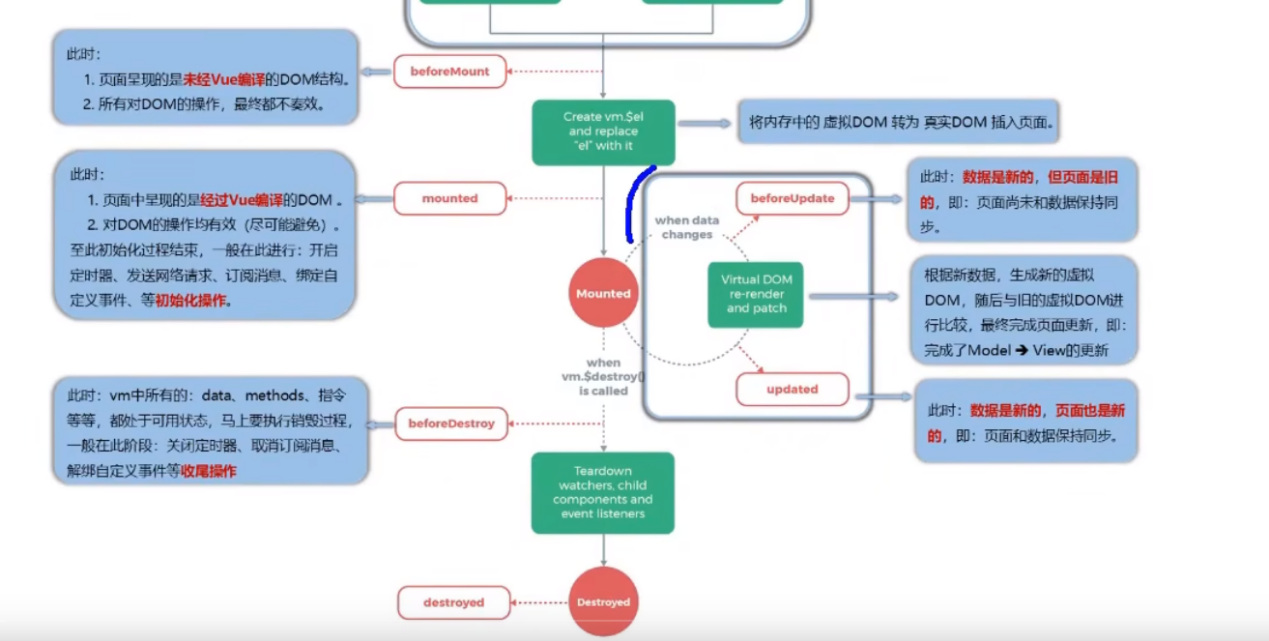 此时：
1. 页面呈现的是未经Vue编译的DOM结构。
2. 所有对DOM的操作，最终都不奏效。
beforeMount
Create vm.$el
and replace
"el" with it
将内存中的 虚拟DOM 转为 真实DOM 插入页面。
此时：
1. 页面中呈现的是经过Vue编译的DOM 。
2. 对DOM的操作均有效（尽可能避免）。
至此初始化过程结束，一般在此进行：开启
定时器、发送网络请求、订阅消息、绑定自
定义事件、等初始化操作。
mounted
Mounted
when data
changes
beforeUpdate
此时：数据是新的，但页面是旧
的，即：页面尚未和数据保持同
步。
Virtual DOM
re-render
and patch
根据新数据，生成新的虚拟
DOM，随后与旧的虚拟DOM进
行比较，最终完成页面更新，即：
完成了Model ➔ View的更新
updated
此时：数据是新的，页面也是新
的，即：页面和数据保持同步。
when
vm.$destroy()
is called
此时：vm中所有的：data、methods、指令
等等，都处于可用状态，马上要执行销毁过程，
一般在此阶段：关闭定时器、取消订阅消息、
解绑自定义事件等收尾操作
beforeDestroy
Teardown
watchers, child
components and
event listeners
destroyed
Destroyed